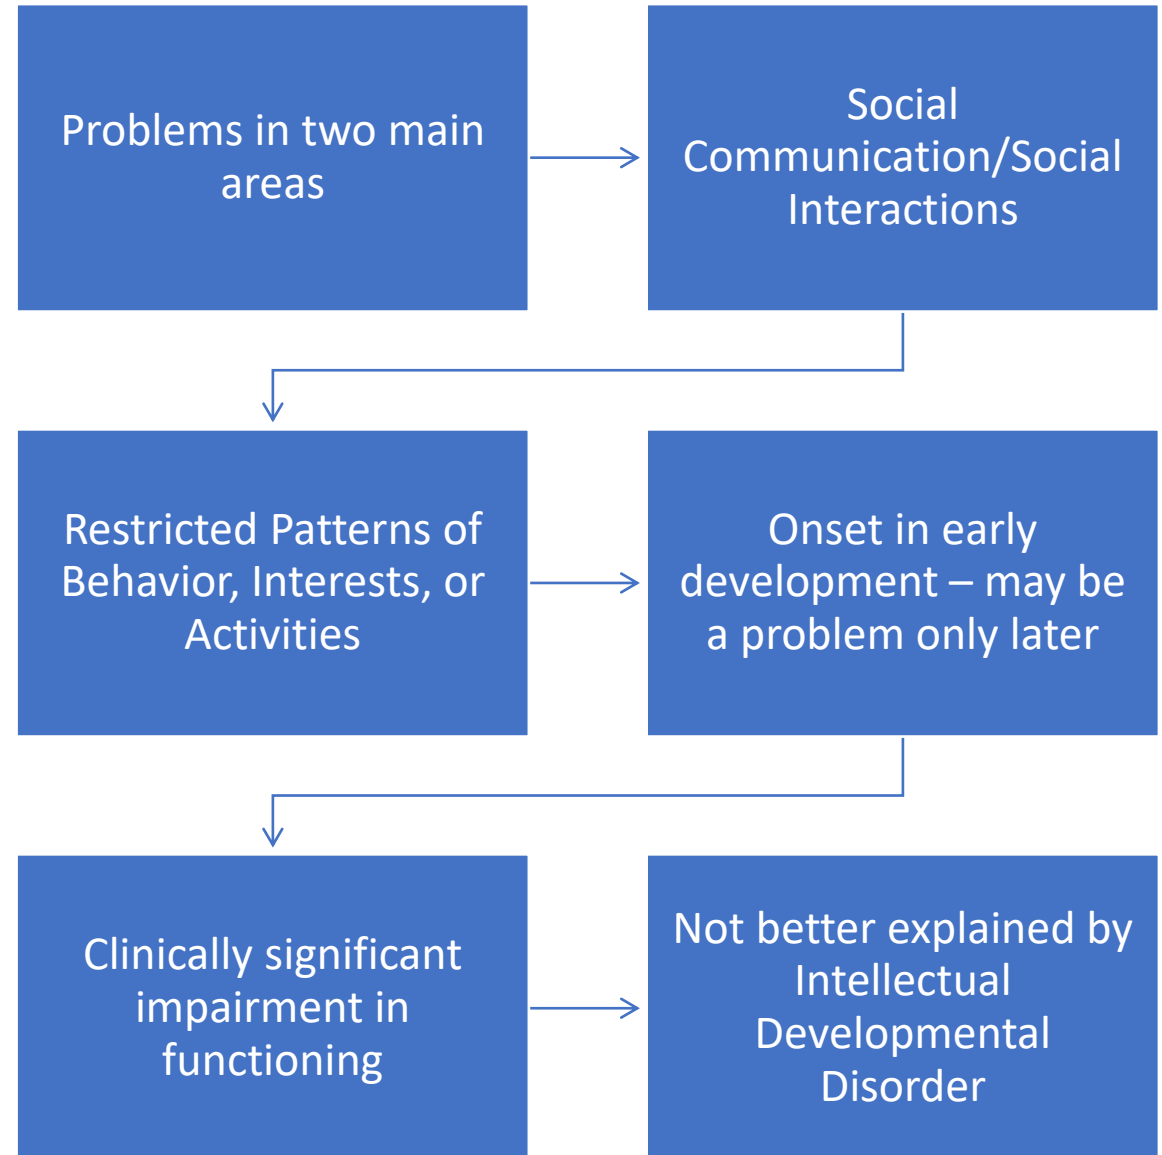 Problems in two main
areas
Social
Communication/Social
Interactions
Restricted Patterns of
Behavior, Interests, or
Activities
Onset in early
development – may be
a problem only later
Clinically significant
impairment in
functioning
Not better explained by
Intellectual
Developmental
Disorder